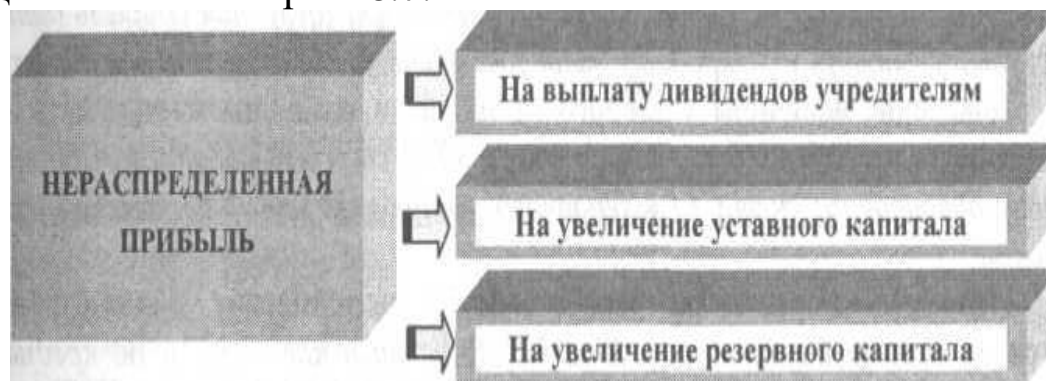 НЕРАСПРЕДЕЛЕННАЯ
ПРИБЫЛЬ
На выплату дивидендов учредителям
На увеличение уставного капитала
На увеличение резервного капитала